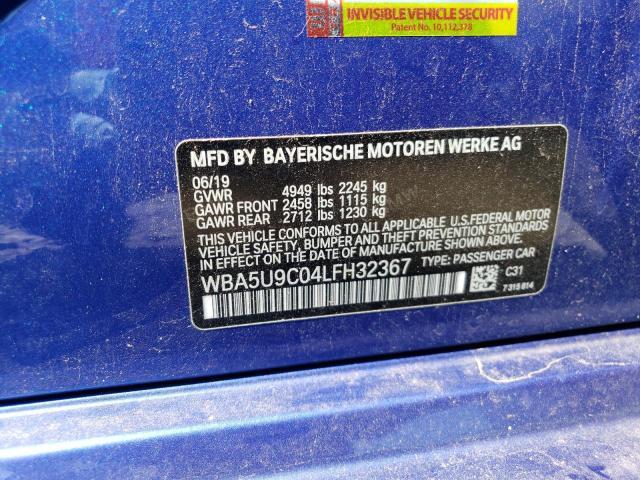 INVISIBLE VEHICLE SECURITY
Patent No. 10,112,378
MFD BY BAYERISCHE MOTOREN WERKE AG
06/19
GVWR 4949 lbs 2245 kg
GAWR FRONT 2458 lbs 1115 kg
GAWR REAR 2712 lbs 1230 kg
THIS VEHICLE CONFORMS TO ALL APPLICABLE U.S.FEDERAL MOTOR
VEHICLE SAFETY, BUMPER AND THEFT PREVENTION STANDARDS
IN EFFECT ON THE DATE OF MANUFACTURE SHOWN ABOVE.
WBA5U9C04LFH32367 TYPE: PASSENGER CAR
C31
7 315 814